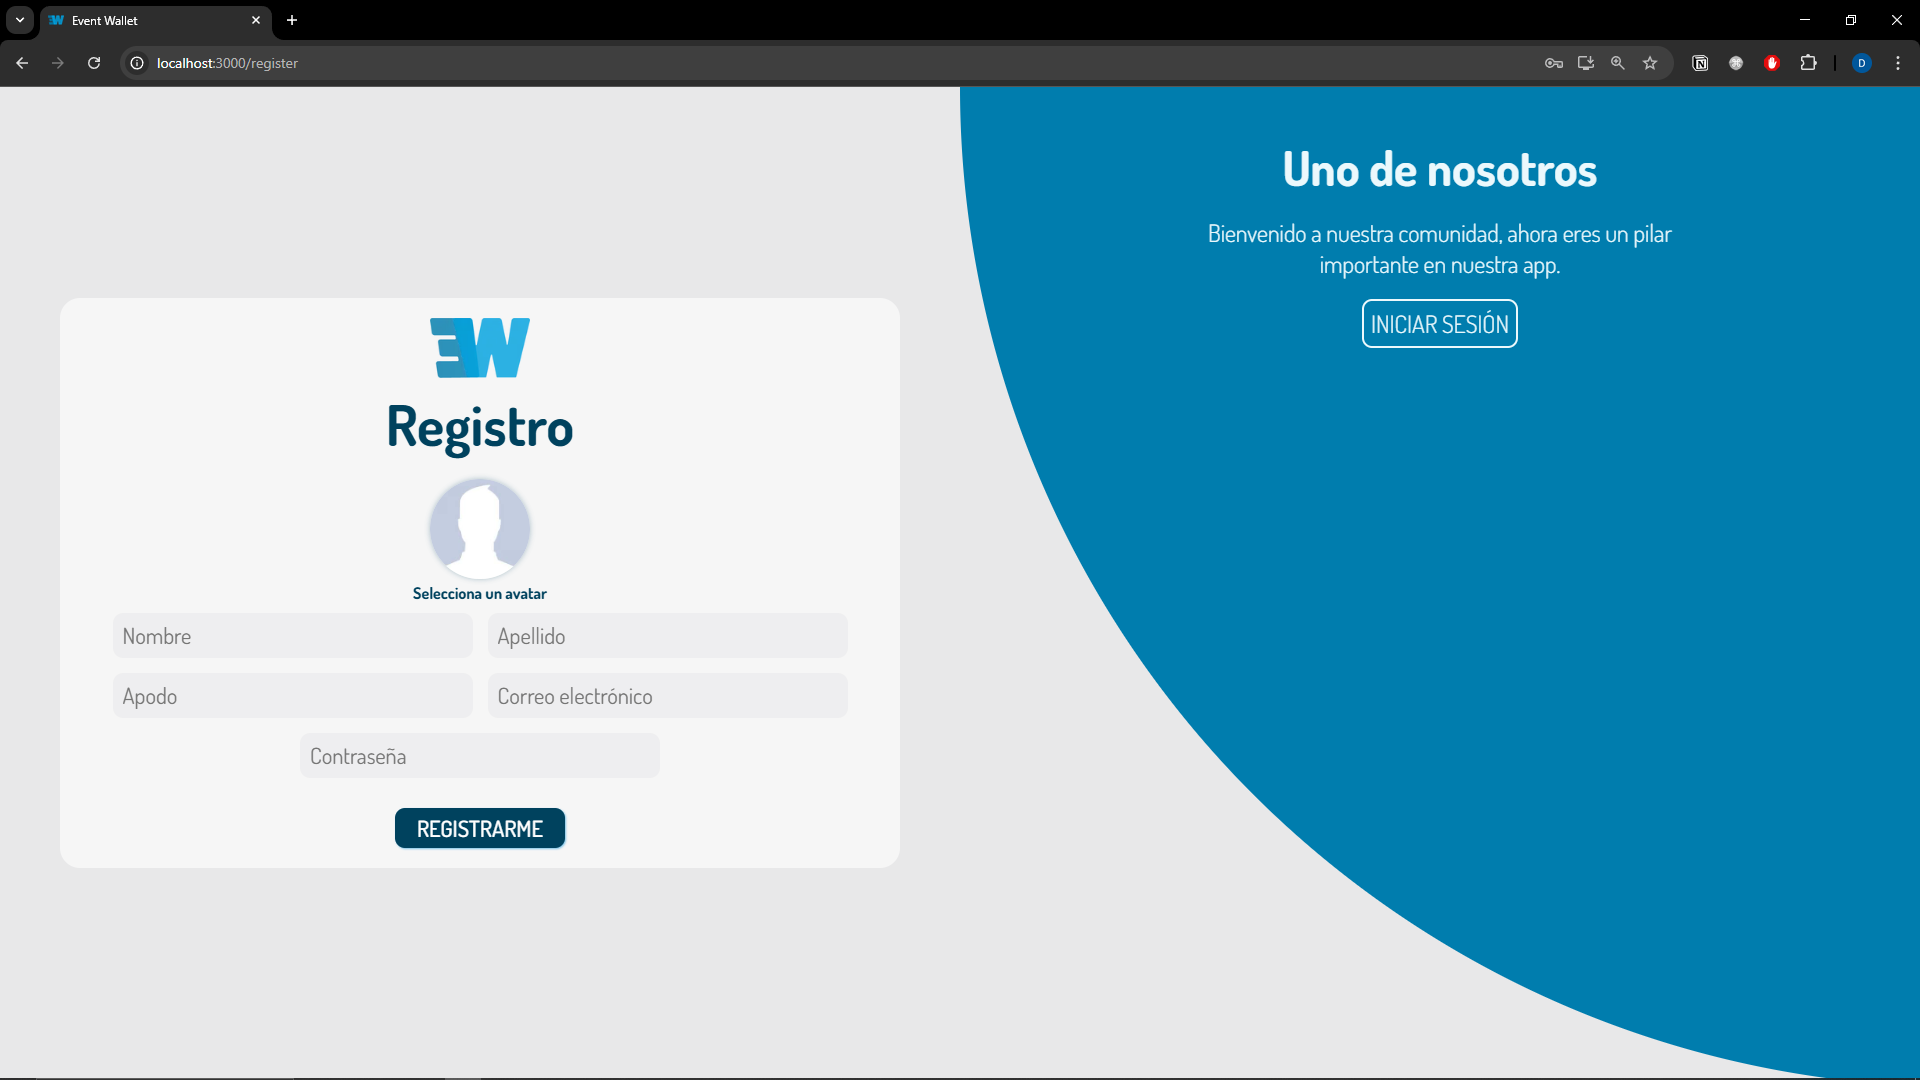 Event Wallet
localhost:3000/register
D
EW
Registro
Selecciona un avatar
Nombre
Apellido
Apodo
Correo electrónico
Contraseña
REGISTRARME
Uno de nosotros
Bienvenido a nuestra comunidad, ahora eres un pilar
importante en nuestra app.
INICIAR SESIÓN